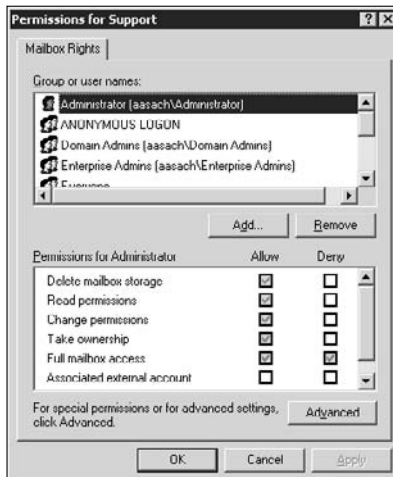 Permissions for Support
Mailbox Rights
Group or user names:
Administrator (aasach\Administrator)
ANONYMOUS LOGON
Domain Admins (aasach\Domain Admins)
Enterprise Admins (aasach\Enterprise Admins)
Everyone
Add...
Remove
Permissions for Administrator
Allow
Deny
Delete mailbox storage
Read permissions
Change permissions
Take ownership
Full mailbox access
Associated external account
For special permissions or for advanced settings,
click Advanced.
Advanced
OK
Cancel
Apply